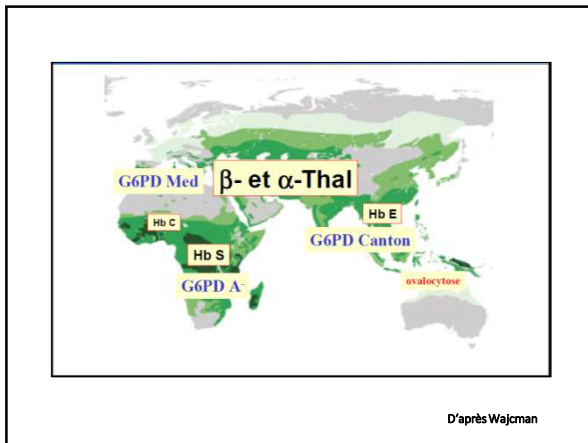 G6PD Med
β- et α-Thal
Hb C
Hb E
Hb S
G6PD Canton
G6PD A-
ovalocytose
D'après Wajcman